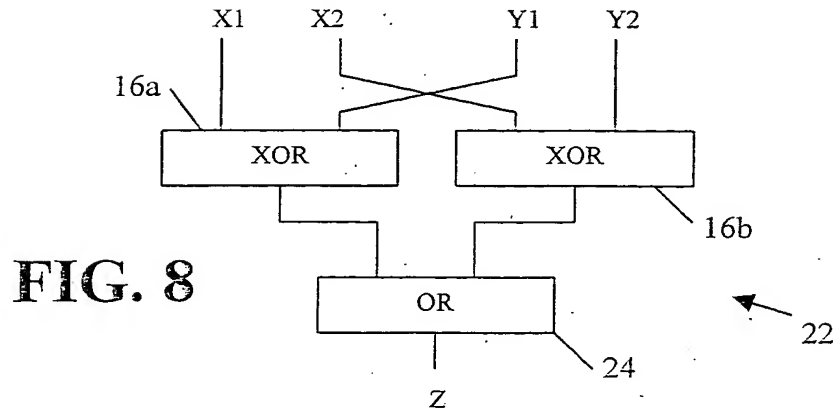 X1 X2 Y1 Y2
16a
XOR XOR
16b
FIG. 8
OR
22
24
Z